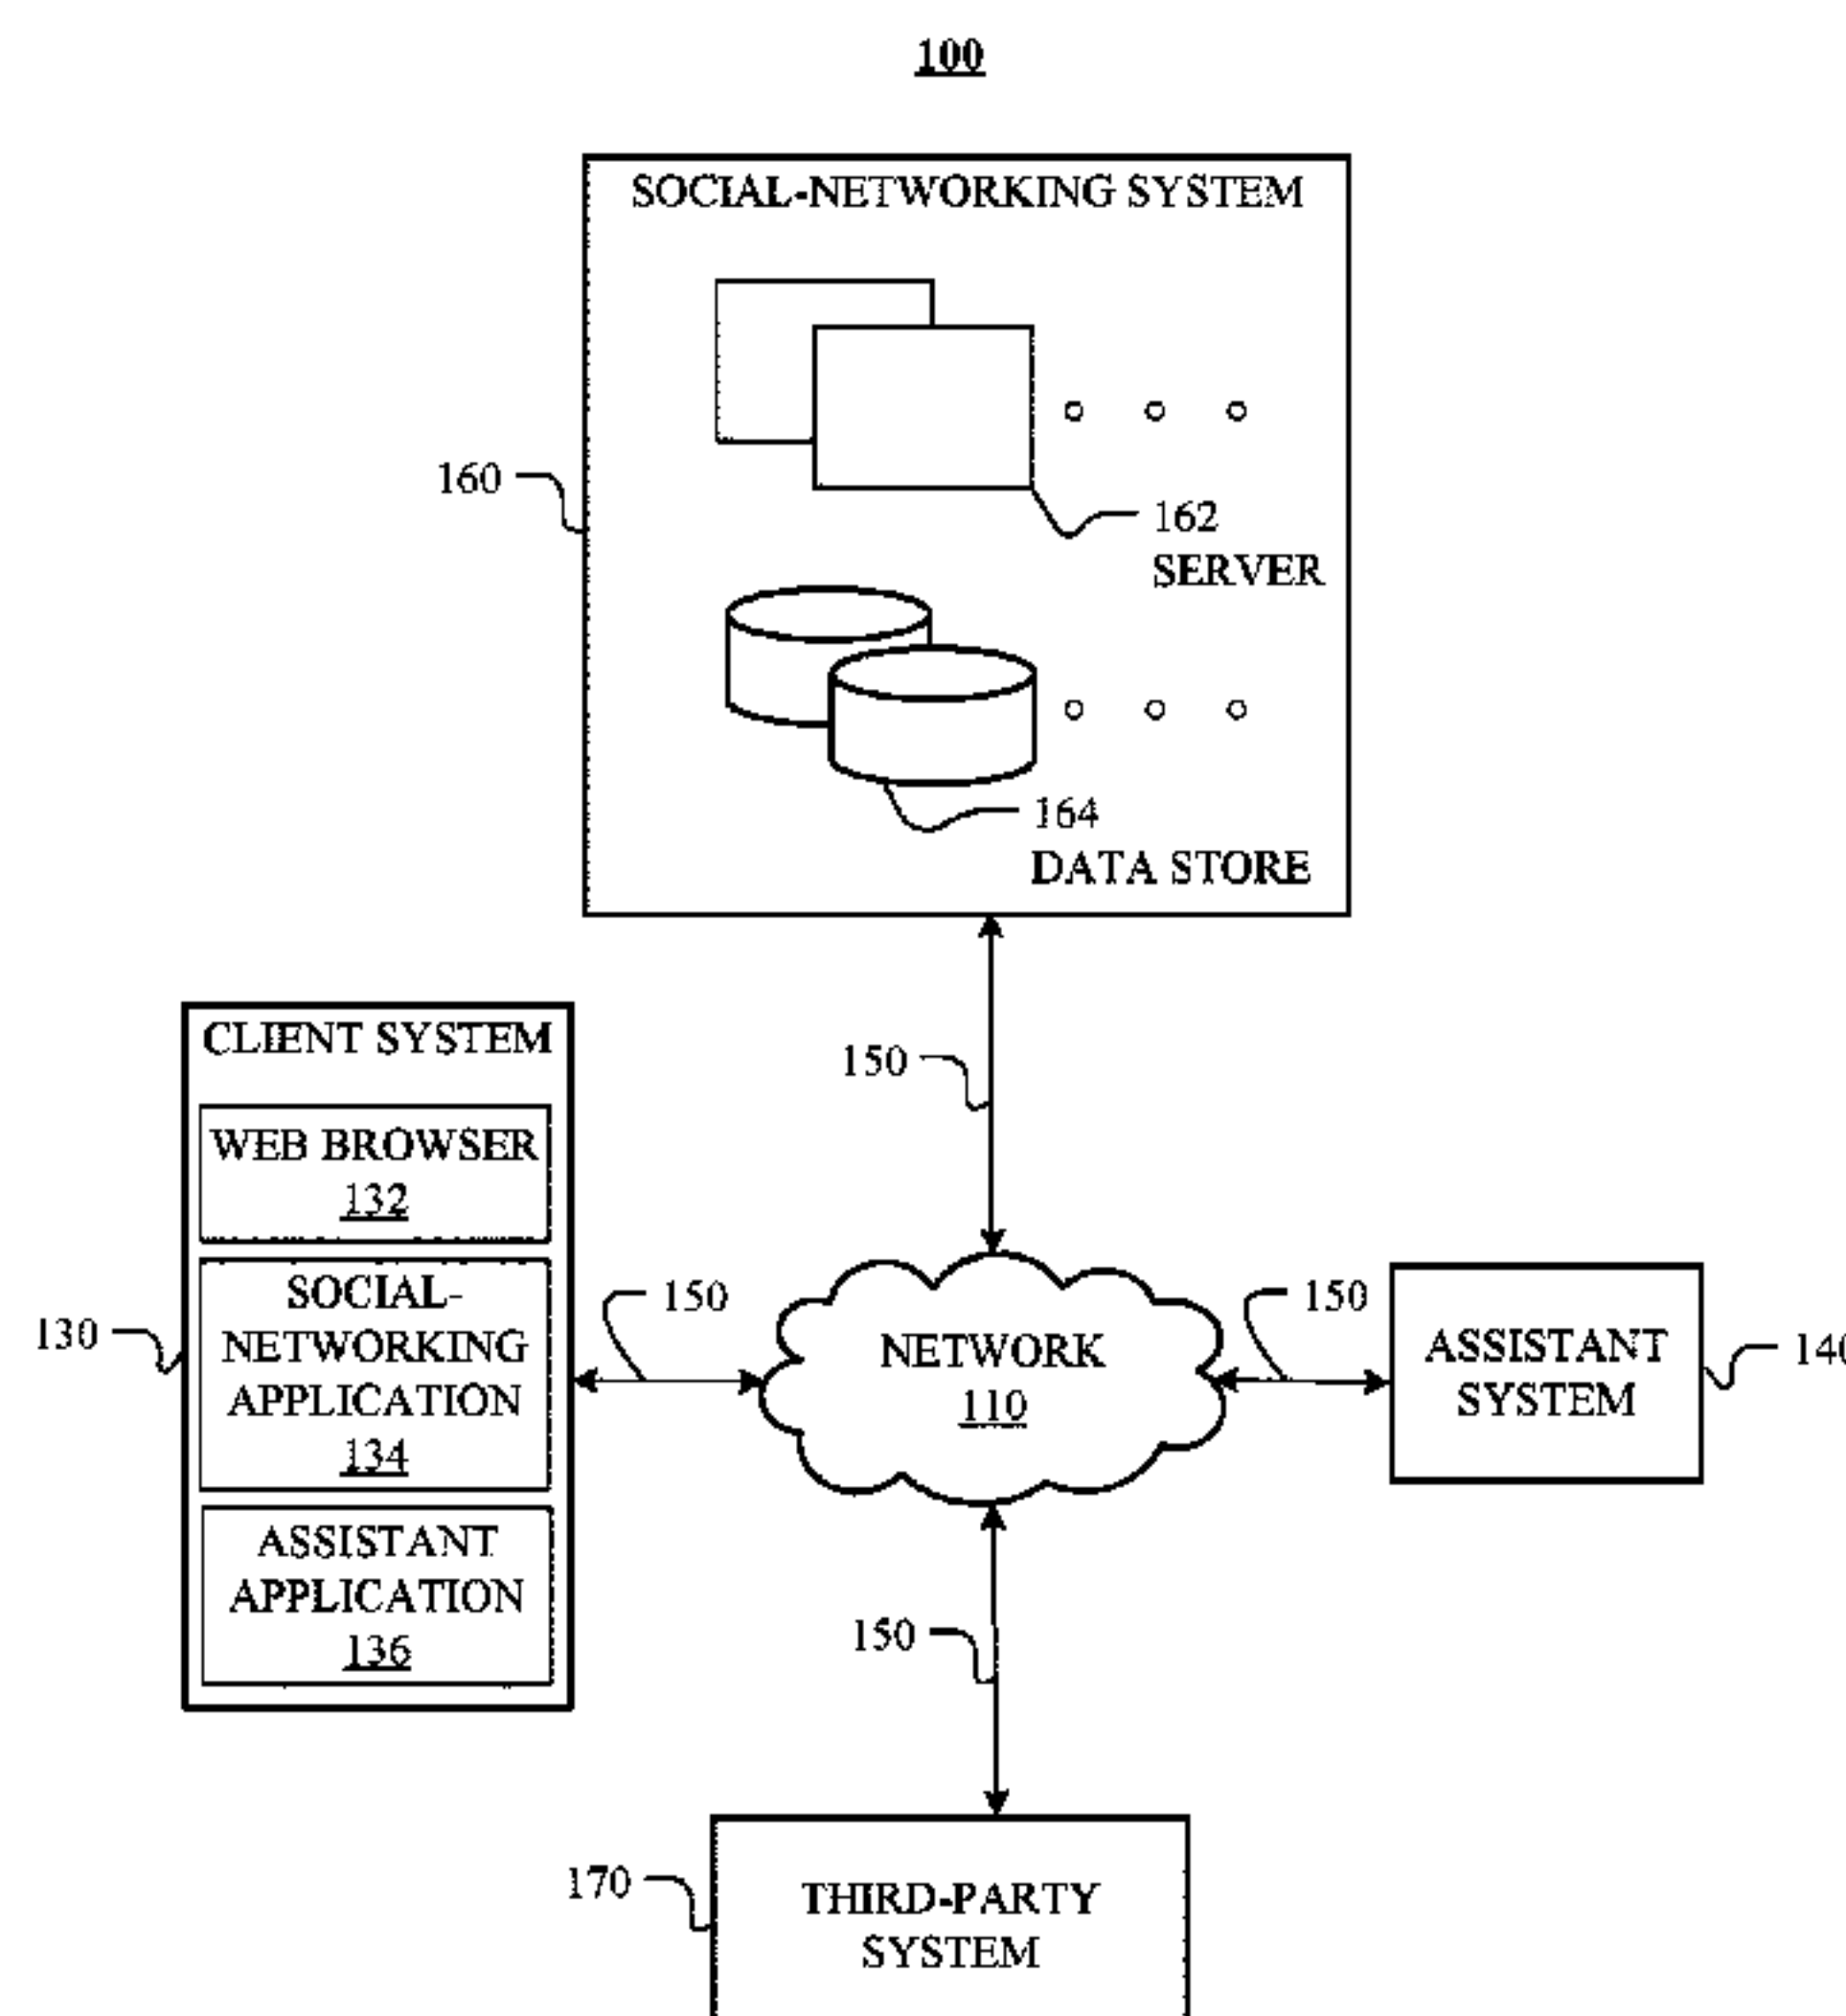 100
SOCIAL-NETWORKING SYSTEM
160
162
SERVER
164
DATA STORE
CLIENT SYSTEM
WEB BROWSER
132
SOCIAL-
NETWORKING
APPLICATION
134
ASSISTANT
APPLICATION
136
130
150
150
NETWORK
110
150
ASSISTANT
SYSTEM
140
150
170
THIRD-PARTY
SYSTEM